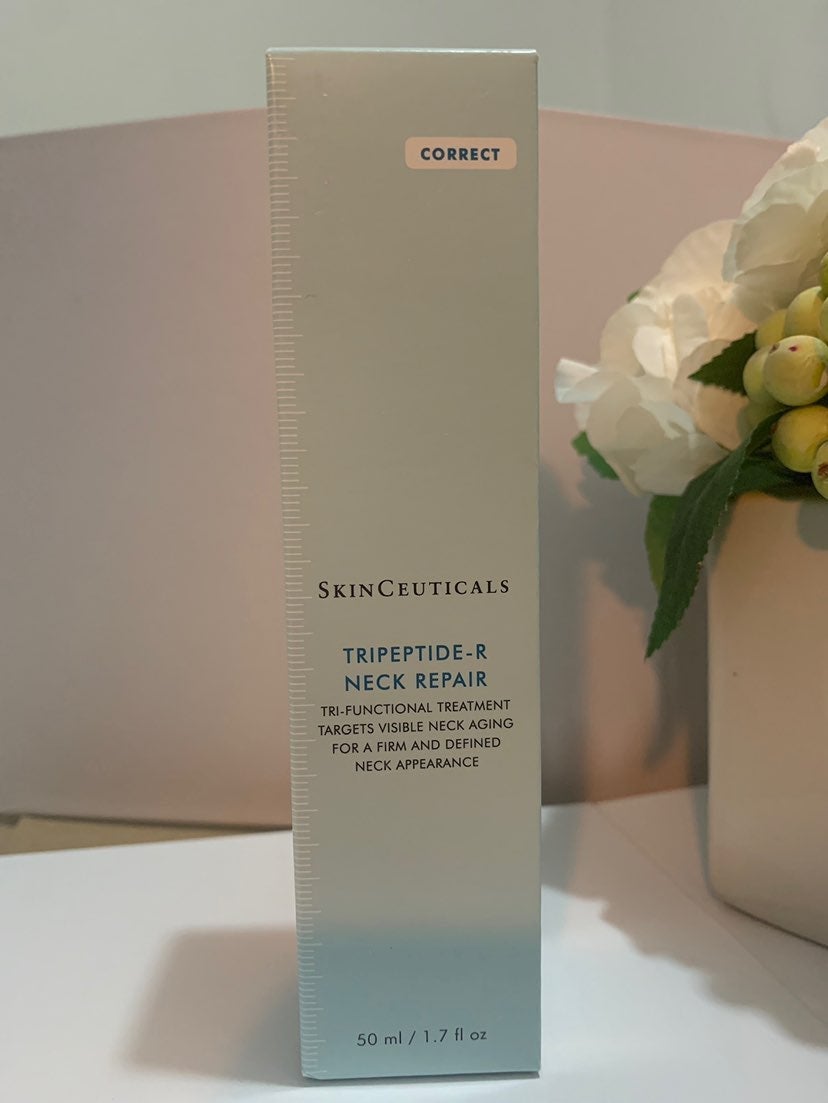 CORRECT
SKINCEUTICALS
TRIPEPTIDE-R
NECK REPAIR
TRI-FUNCTIONAL TREATMENT
TARGETS VISIBLE NECK AGING
FOR A FIRM AND DEFINED
NECK APPEARANCE
50 ml / 1.7 fl oz